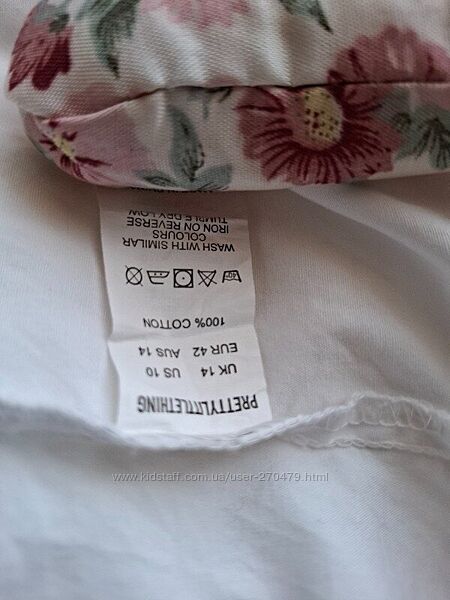 PRETTYLITTLETHING
UK 14 US 10
EUR 42 AUS 14
100% COTTON
WASH WITH SIMILAR
COLOURS
IRON ON REVERSE
TUMBLE DRY LOW
www.kidstaff.com.ua/user-270479.html